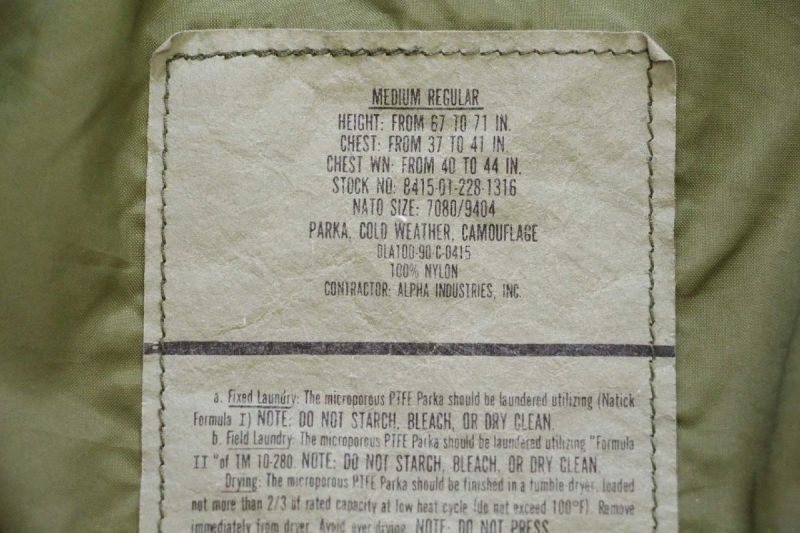 MEDIUM REGULAR
HEIGHT: FROM 67 TO 71 IN.
CHEST: FROM 37 TO 41 IN.
CHEST WN: FROM 40 TO 44 IN.
STOCK NO: 8415-01-228-1316
NATO SIZE: 7080/9404
PARKA, COLD WEATHER, CAMOUFLAGE
DLA100-90-C-0415
100% NYLON
CONTRACTOR: ALPHA INDUSTRIES, INC.
a. Fixed Laundry: The microporous PTFE Parka should be laundered utilizing (Natick
Formula I) NOTE: DO NOT STARCH, BLEACH, OR DRY CLEAN.
b. Field Laundry: The microporous PTFE Parka should be laundered utilizing "Formula
II "of TM 10-280. NOTE: DO NOT STARCH, BLEACH, OR DRY CLEAN.
Drying: The microporous PTFE Parka should be finished in a tumble dryer, loaded
not more than 2/3 of rated capacity at low heat cycle (do not exceed 100°F). Remove
immediately from dryer. Avoid over drying. NOTE: DO NOT PRESS